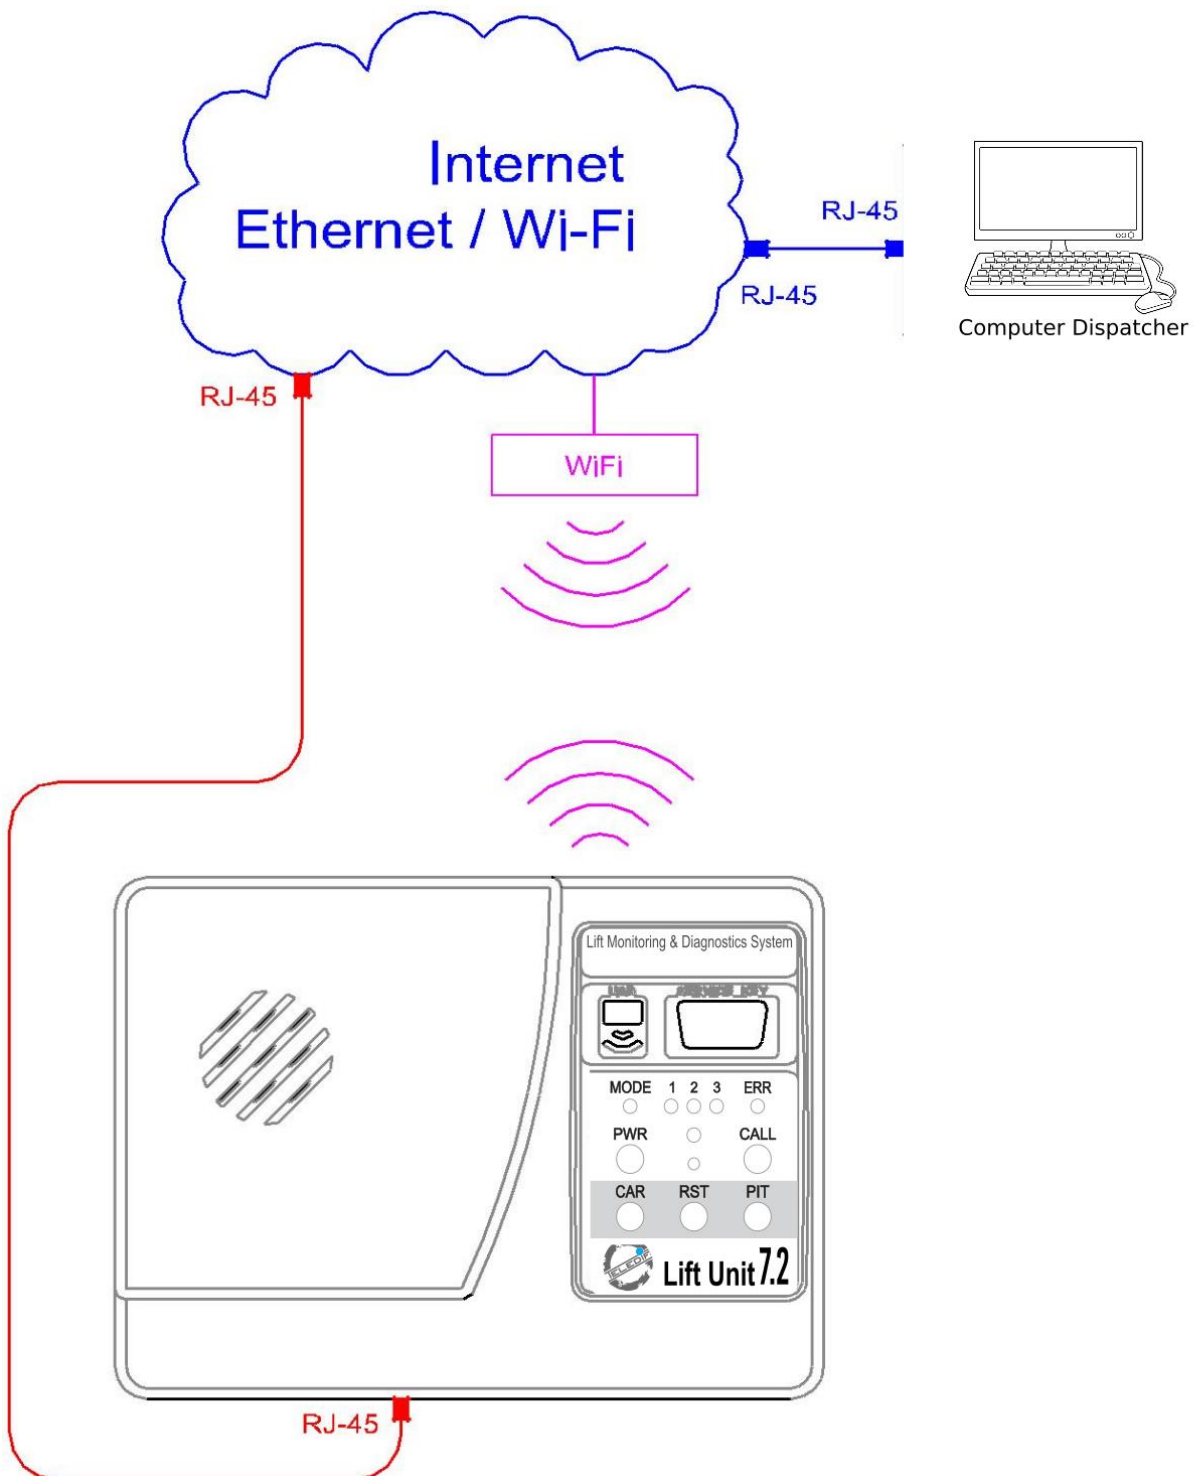 Internet
Ethernet / Wi-Fi
RJ-45
RJ-45
Computer Dispatcher
RJ-45
WiFi
Lift Monitoring & Diagnostics System
MODE 1 2 3 ERR
PWR CALL
CAR RST PIT
Lift Unit 7.2
RJ-45